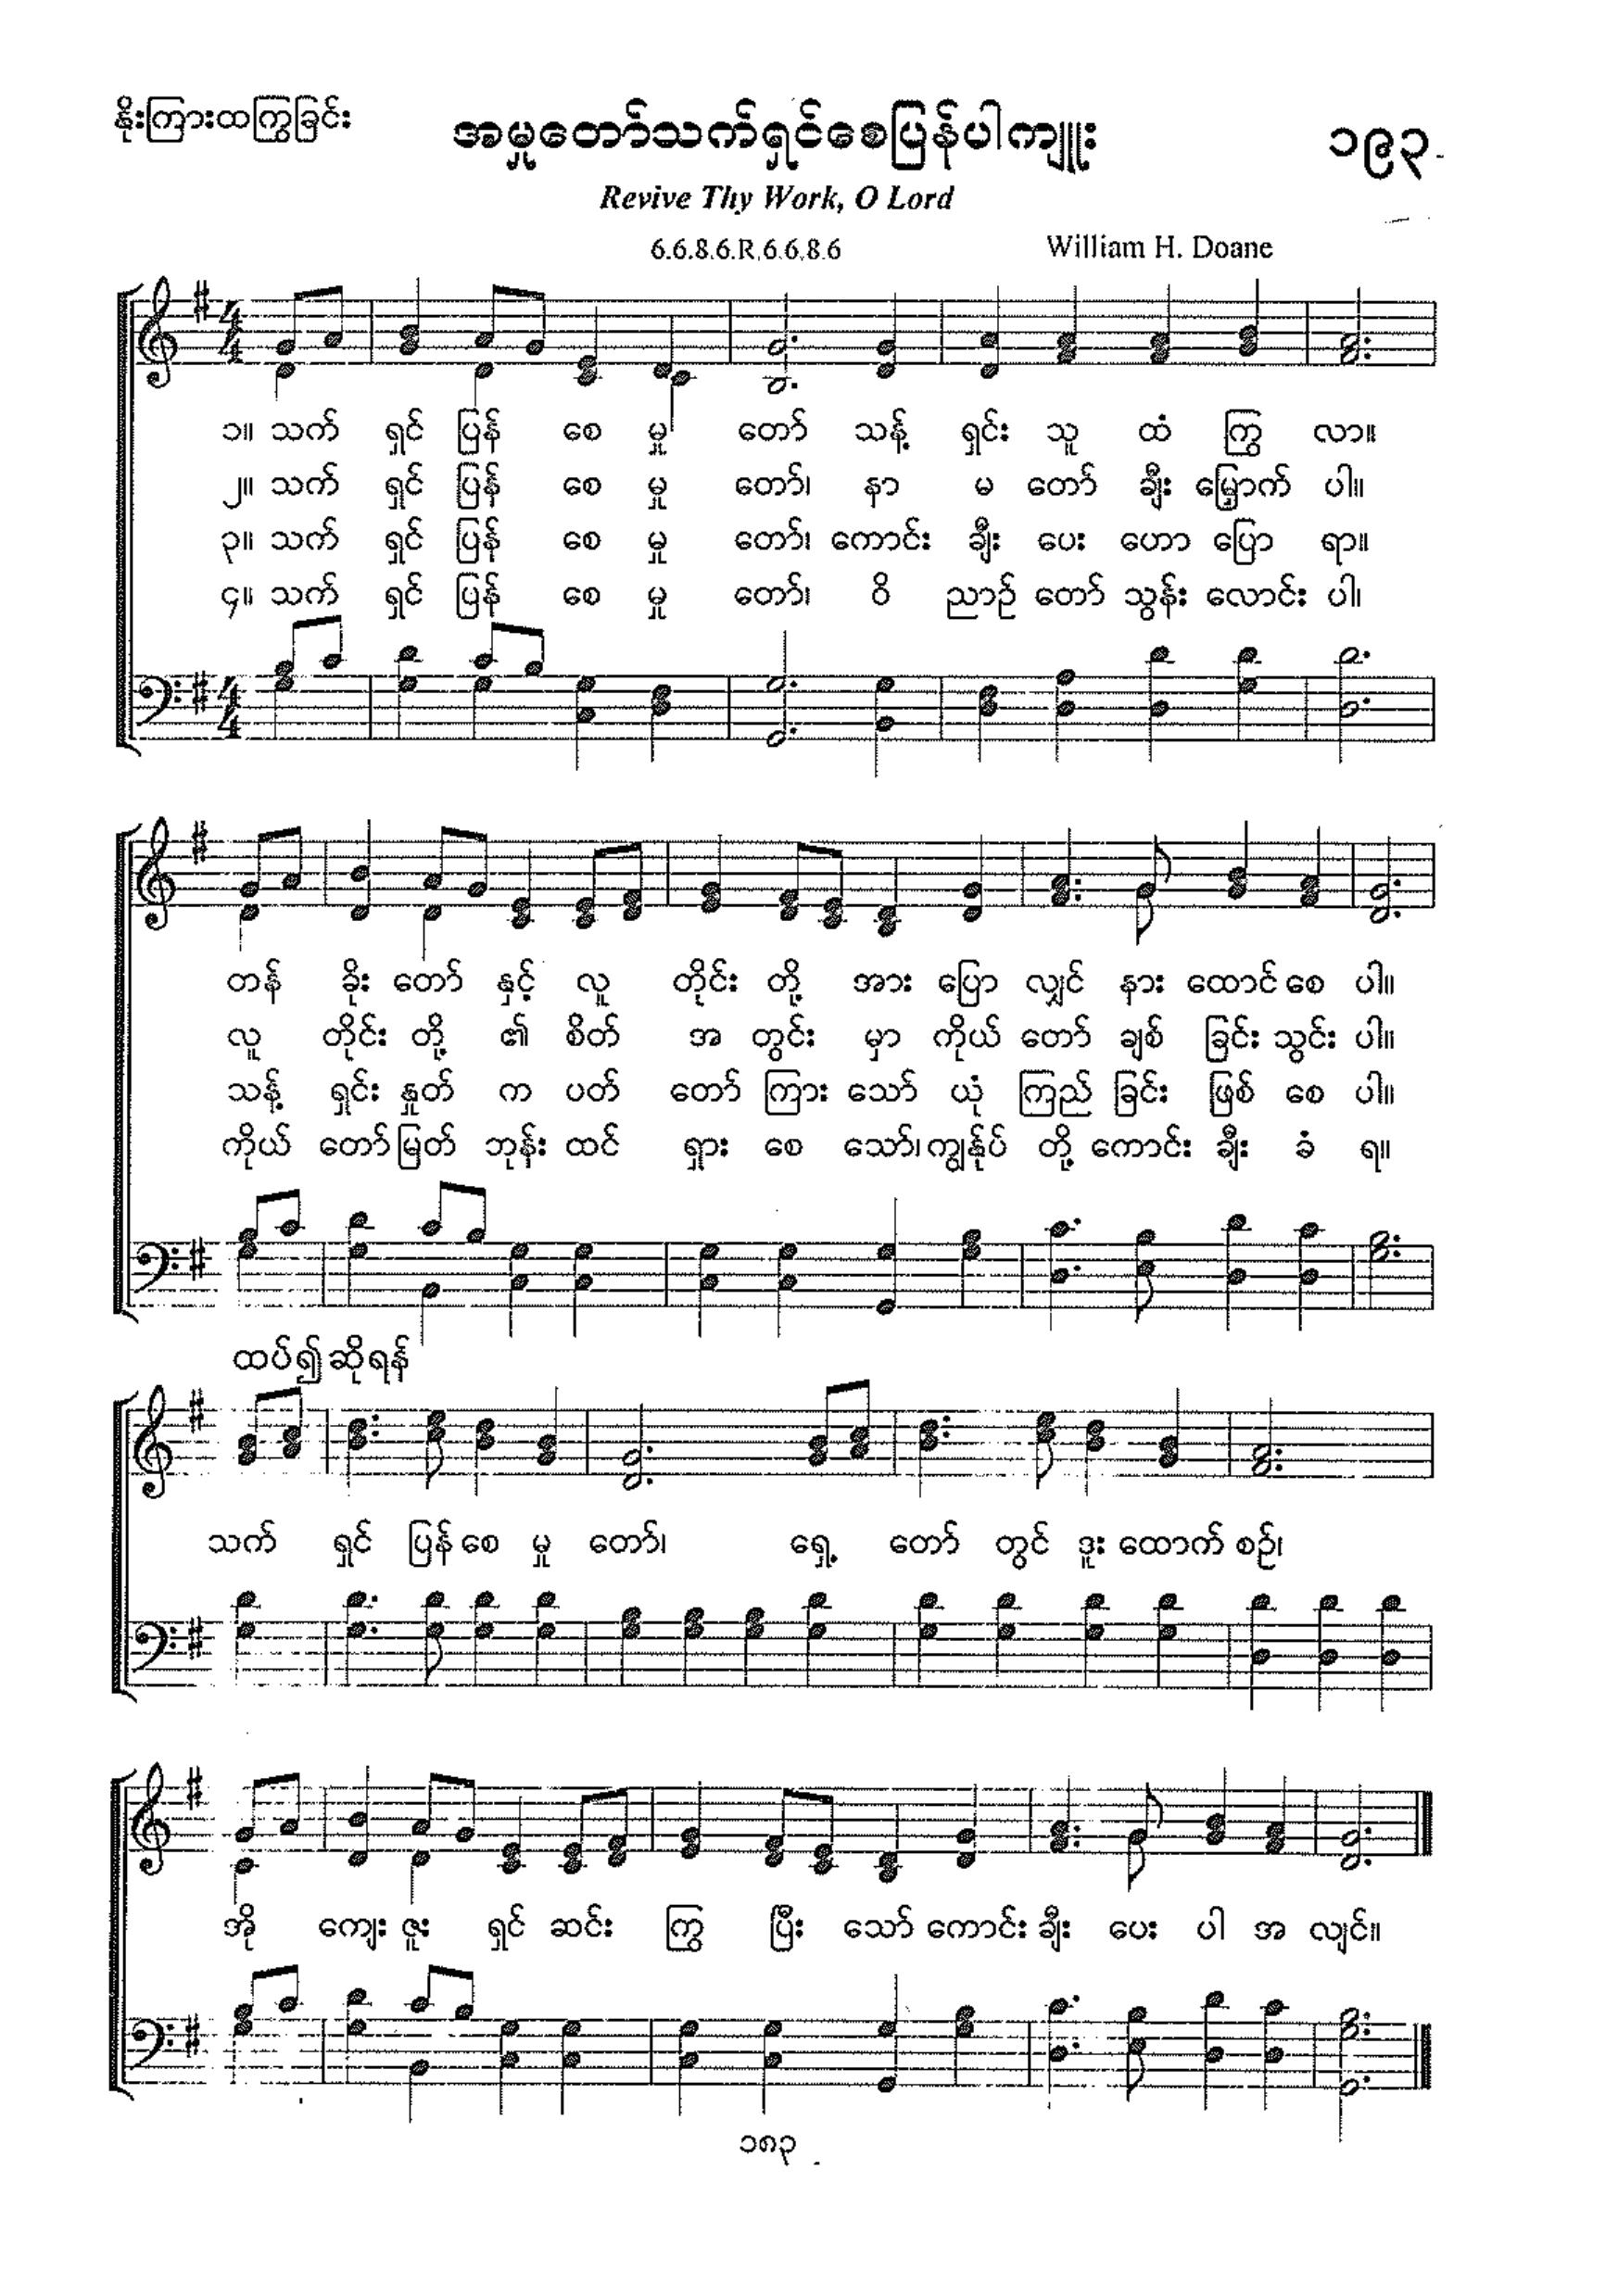 နိုးကြားထကြွခြင်း
အမှုတော်သက်ရှင်စေပြန်ပါကျူး
၁၉၃
Revive Thy Work, O Lord
6.6.8.6.R.6.6.8.6
William H. Doane
၁။ သက် ရှင် ပြန် စေ မှု တော် သန့် ရှင်း သူ ထံ ကြွ လာ။
၂။ သက် ရှင် ပြန် စေ မှု တော်၊ နာ မ တော် ချီး မြှောက် ပါ။
၃။ သက် ရှင် ပြန် စေ မှု တော်၊ ကောင်း ချီး ပေး ဟော ပြော ရာ။
၄။ သက် ရှင် ပြန် စေ မှု တော်၊ ဝိ ညာဉ် တော် သွန်း လောင်း ပါ၊
တန် ခိုး တော် နှင့် လူ တိုင်း တို့ အား ပြော လျှင် နား ထောင် စေ ပါ။
လူ တိုင်း တို့ ၏ စိတ် အ တွင်း မှာ ကိုယ် တော် ချစ် ခြင်း သွင်း ပါ။
သန့် ရှင်း နှုတ် က ပတ် တော် ကြား သော် ယုံ ကြည် ခြင်း ဖြစ် စေ ပါ။
ကိုယ် တော် မြတ် ဘုန်း ထင် ရှား စေ သော်၊ ကျွန်ုပ် တို့ ကောင်း ချီး ခံ ရ။
ထပ်၍ဆိုရန်
သက် ရှင် ပြန် စေ မှု တော်၊ ရှေ့ တော် တွင် ဒူး ထောက် စဉ်၊
အို ကျေး ဇူး ရှင် ဆင်း ကြွ ပြီး သော် ကောင်း ချီး ပေး ပါ အ လျင်။
၁၈၃